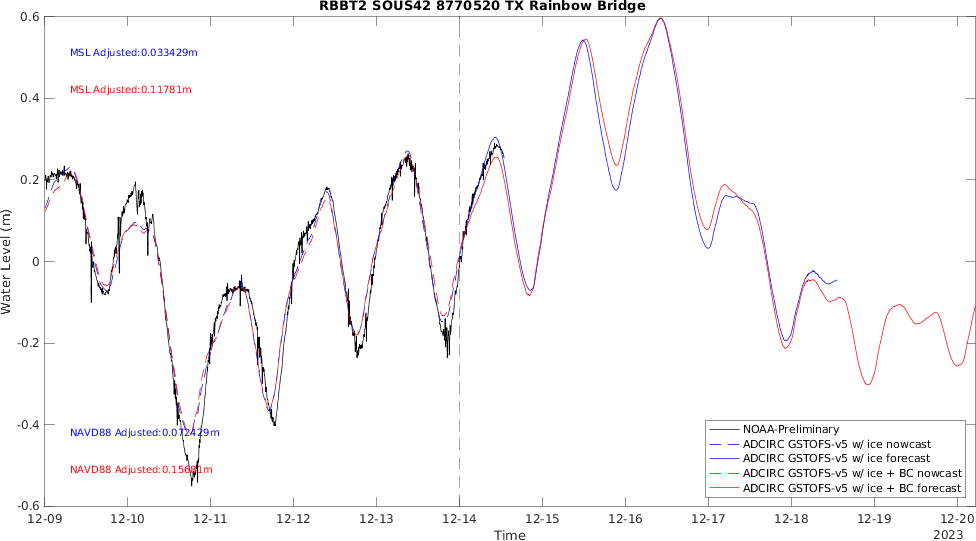 RBBT2 SOUS42 8770520 TX Rainbow Bridge
0.6
0.4
0.2
0
-0.2
-0.4
-0.6
Water Level (m)
MSL Adjusted:0.033429m
MSL Adjusted:0.11781m
NAVD88 Adjusted:0.072429m
NAVD88 Adjusted:0.15681m
NOAA-Preliminary
ADCIRC GSTOFS-v5 w/ ice nowcast
ADCIRC GSTOFS-v5 w/ ice forecast
ADCIRC GSTOFS-v5 w/ ice + BC nowcast
ADCIRC GSTOFS-v5 w/ ice + BC forecast
12-09 12-10 12-11 12-12 12-13 12-14 12-15 12-16 12-17 12-18 12-19 12-20
Time
2023